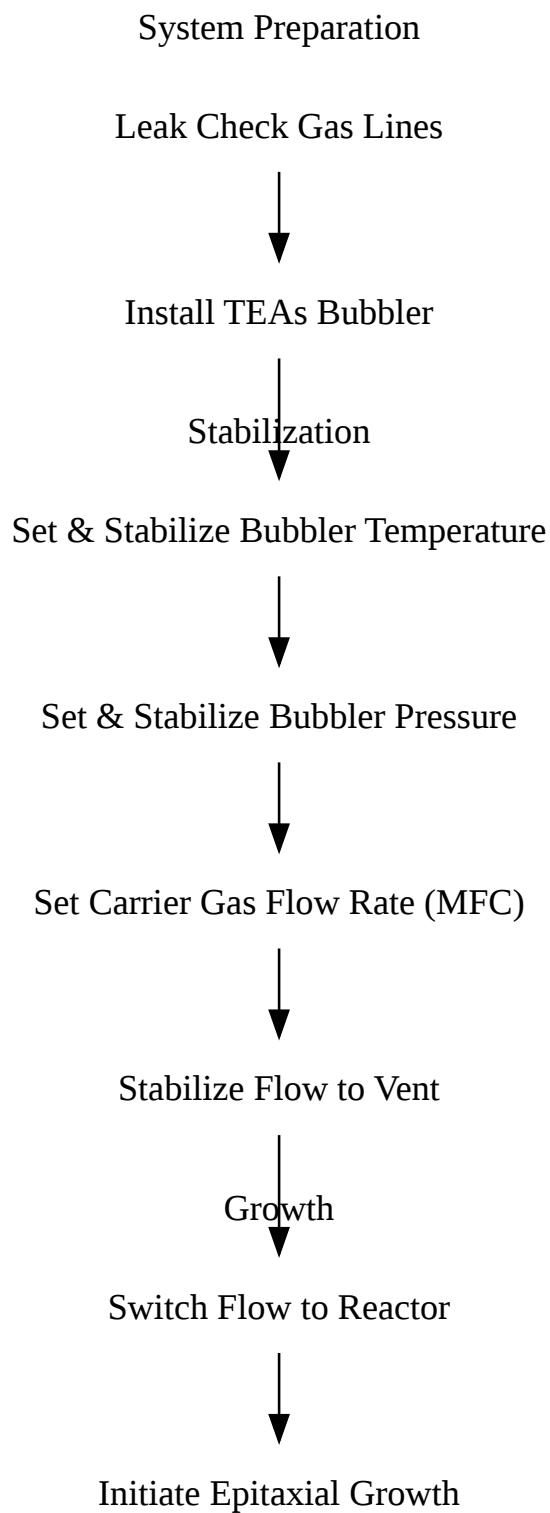 System Preparation
Leak Check Gas Lines
Install TEAs Bubbler
Stabilization
Set & Stabilize Bubbler Temperature
Set & Stabilize Bubbler Pressure
Set Carrier Gas Flow Rate (MFC)
Stabilize Flow to Vent
Growth
Switch Flow to Reactor
Initiate Epitaxial Growth